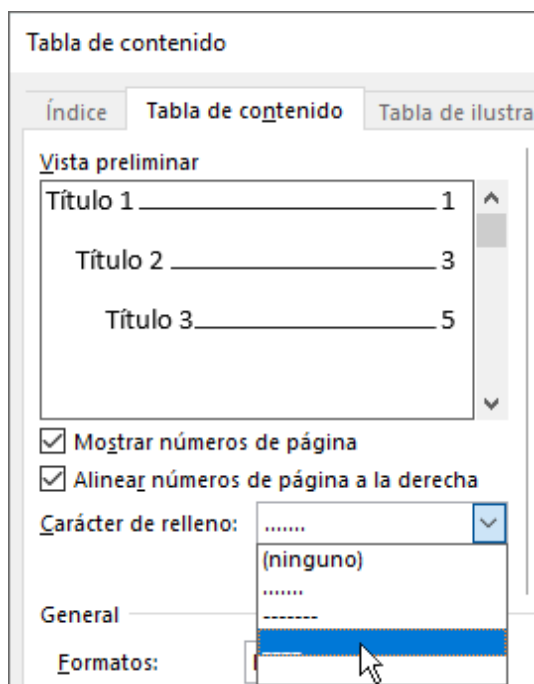 Tabla de contenido
Índice Tabla de contenido Tabla de ilustra
Vista preliminar
Título 1 1
Título 2 3
Título 3 5
Mostrar números de página
Alinear números de página a la derecha
Carácter de relleno: .......
(ninguno)
.......
-------
____
General
Formatos: